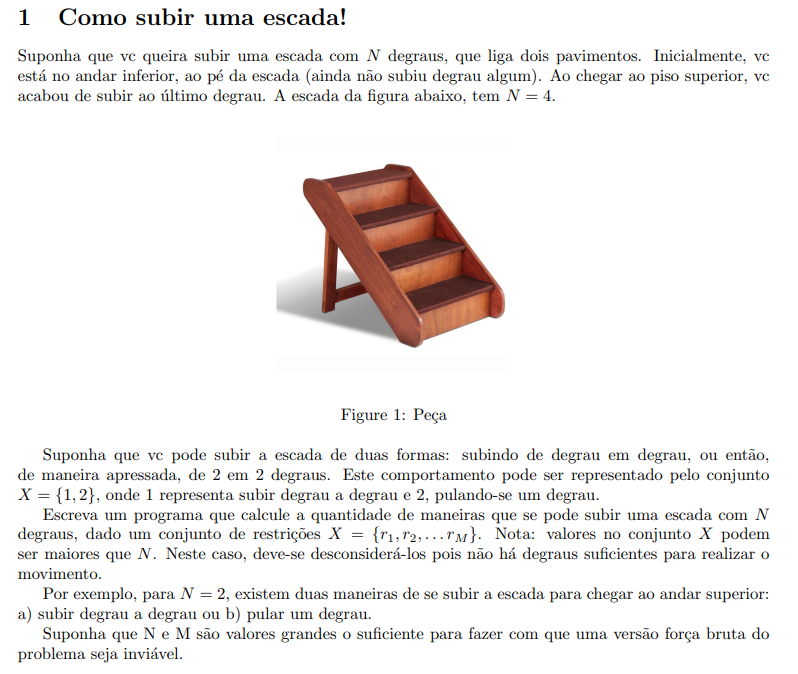 1 Como subir uma escada!
Suponha que vc queira subir uma escada com N degraus, que liga dois pavimentos. Inicialmente, vc
está no andar inferior, ao pé da escada (ainda não subiu degrau algum). Ao chegar ao piso superior, vc
acabou de subir ao último degrau. A escada da figura abaixo, tem N = 4.
Figure 1: Peça
Suponha que vc pode subir a escada de duas formas: subindo de degrau em degrau, ou então,
de maneira apressada, de 2 em 2 degraus. Este comportamento pode ser representado pelo conjunto
X = {1, 2}, onde 1 representa subir degrau a degrau e 2, pulando-se um degrau.
Escreva um programa que calcule a quantidade de maneiras que se pode subir uma escada com N
degraus, dado um conjunto de restrições X = {r₁, r₂, . . . r_M}. Nota: valores no conjunto X podem
ser maiores que N. Neste caso, deve-se desconsiderá-los pois não há degraus suficientes para realizar o
movimento.
Por exemplo, para N = 2, existem duas maneiras de se subir a escada para chegar ao andar superior:
a) subir degrau a degrau ou b) pular um degrau.
Suponha que N e M são valores grandes o suficiente para fazer com que uma versão força bruta do
problema seja inviável.